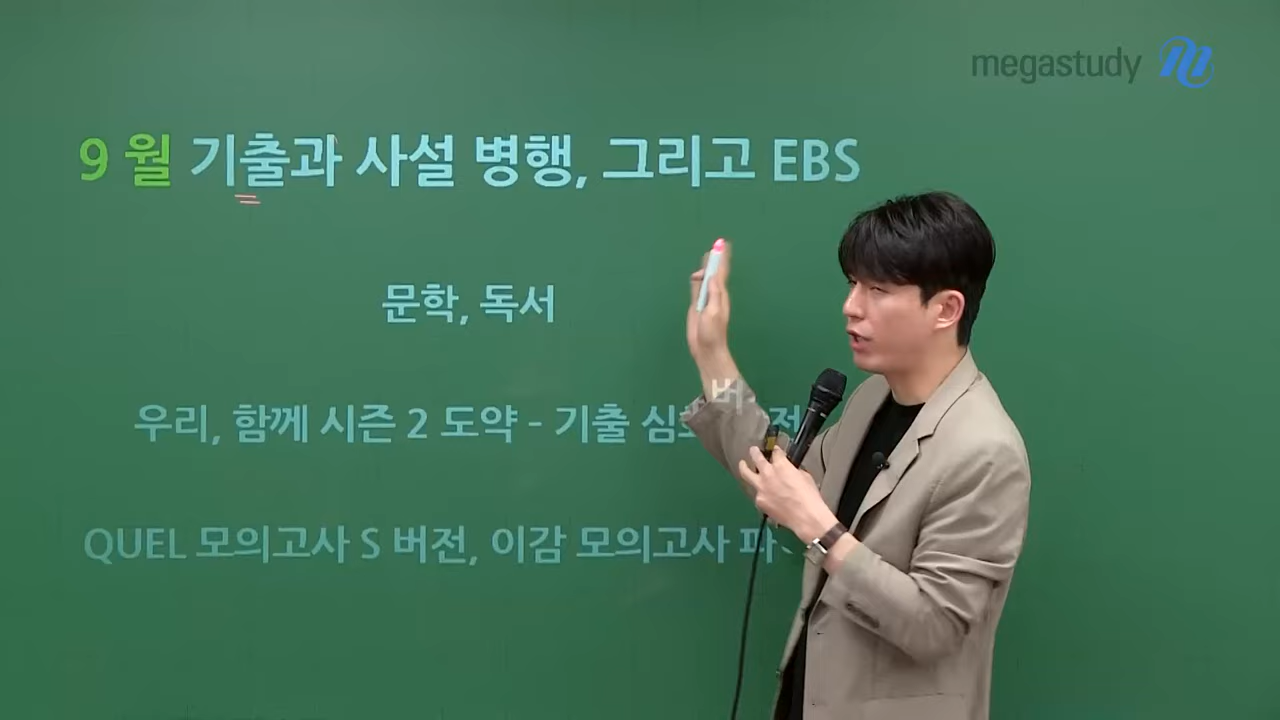 megastudy
9월 기출과 사설 병행, 그리고 EBS
문학, 독서
우리, 함께 시즌 2 도약 - 기출
QUEL 모의고사 S 버전, 이감 모의고사